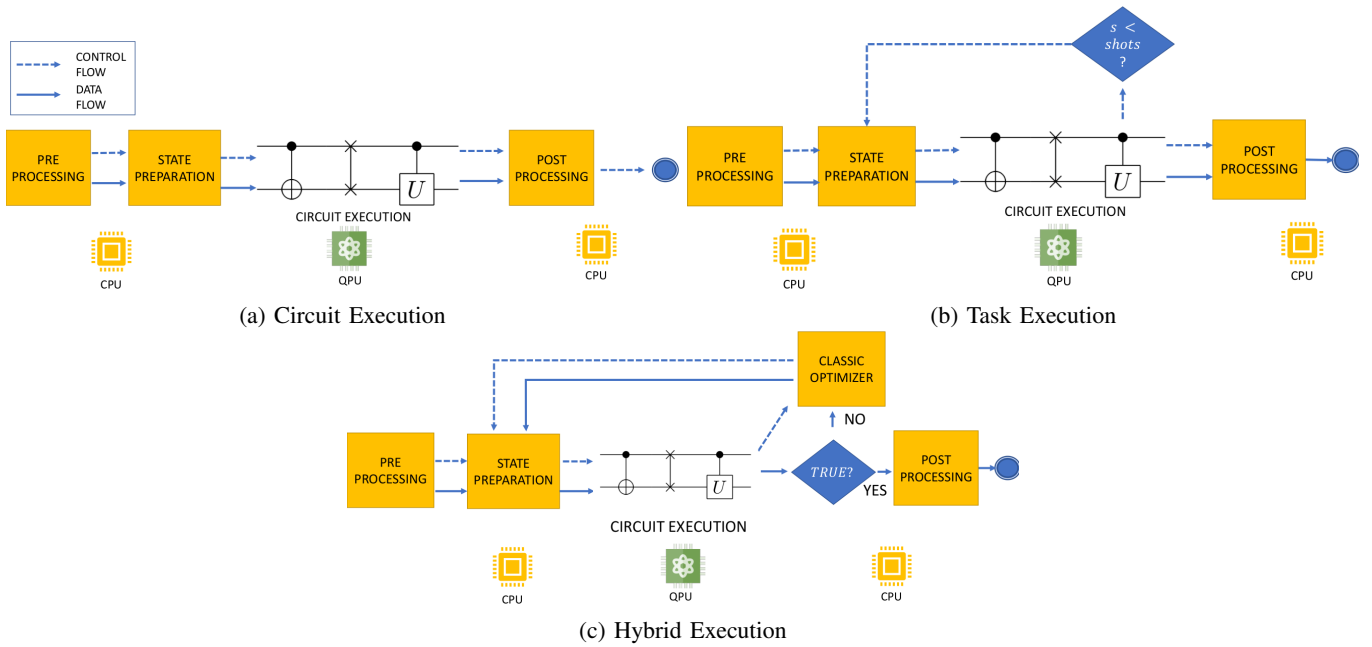 CONTROL
FLOW
DATA
FLOW
PRE
PROCESSING
STATE
PREPARATION
U
CIRCUIT EXECUTION
POST
PROCESSING
CPU
QPU
CPU
(a) Circuit Execution
s <
shots
?
PRE
PROCESSING
STATE
PREPARATION
U
CIRCUIT EXECUTION
POST
PROCESSING
CPU
QPU
CPU
(b) Task Execution
CLASSIC
OPTIMIZER
NO
PRE
PROCESSING
STATE
PREPARATION
U
CIRCUIT EXECUTION
TRUE?
YES
POST
PROCESSING
CPU
QPU
CPU
(c) Hybrid Execution